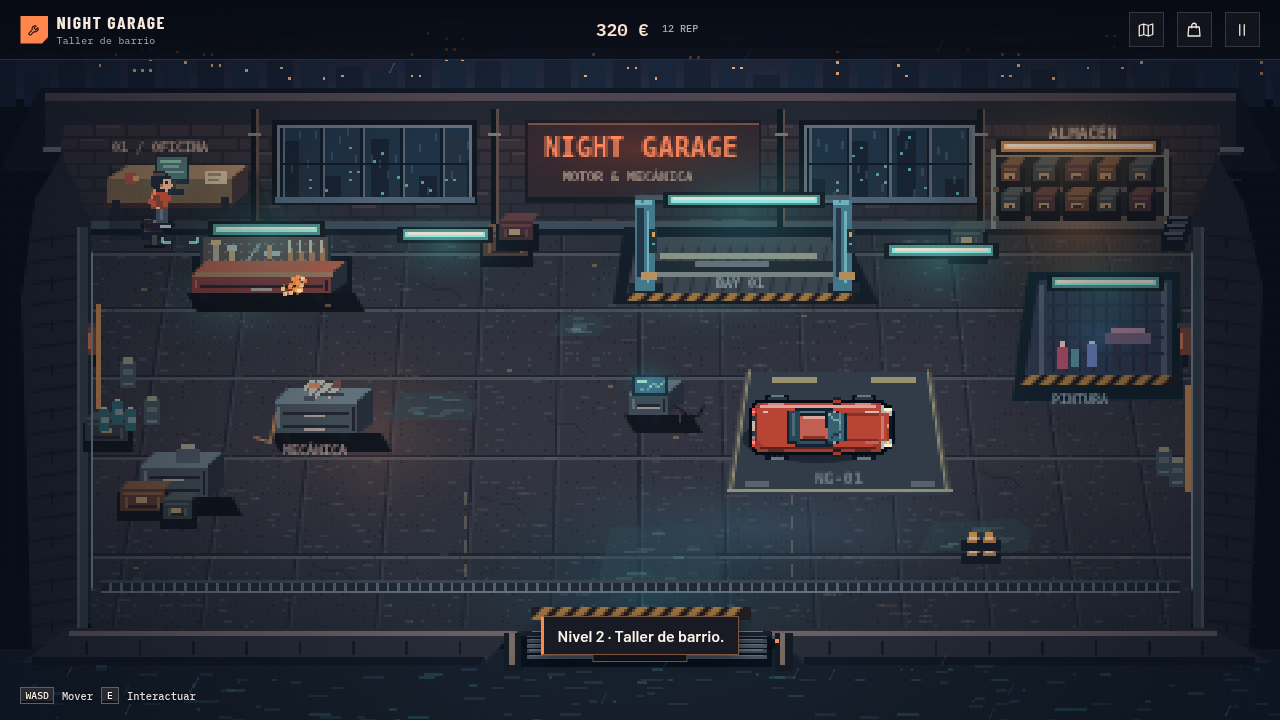 NIGHT GARAGE
Taller de barrio
320 €
12 REP
01 / OFICINA
NIGHT GARAGE
MOTOR & MECÁNICA
ALMACÉN
BAY 01
PINTURA
MECÁNICA
NG-01
Nivel 2 · Taller de barrio.
WASD Mover E Interactuar